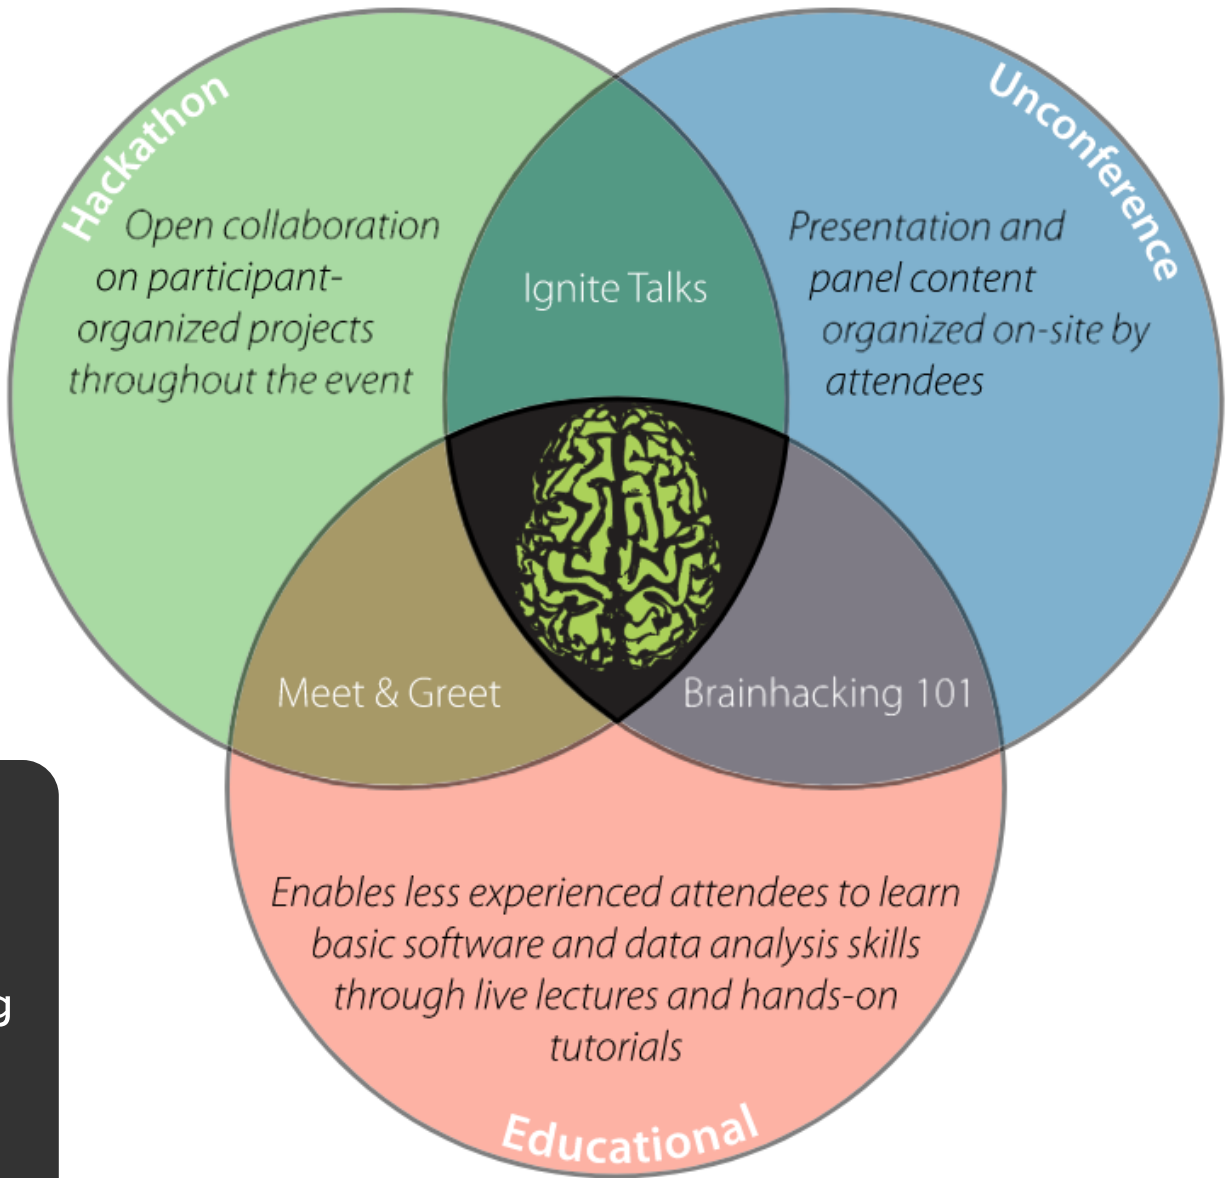 Hackathon
Unconference
Open collaboration
on participant-
organized projects
throughout the event
Ignite Talks
Presentation and
panel content
organized on-site by
attendees
Meet & Greet
Brainhacking 101
Enables less experienced attendees to learn
basic software and data analysis skills
through live lectures and hands-on
tutorials
g
Educational